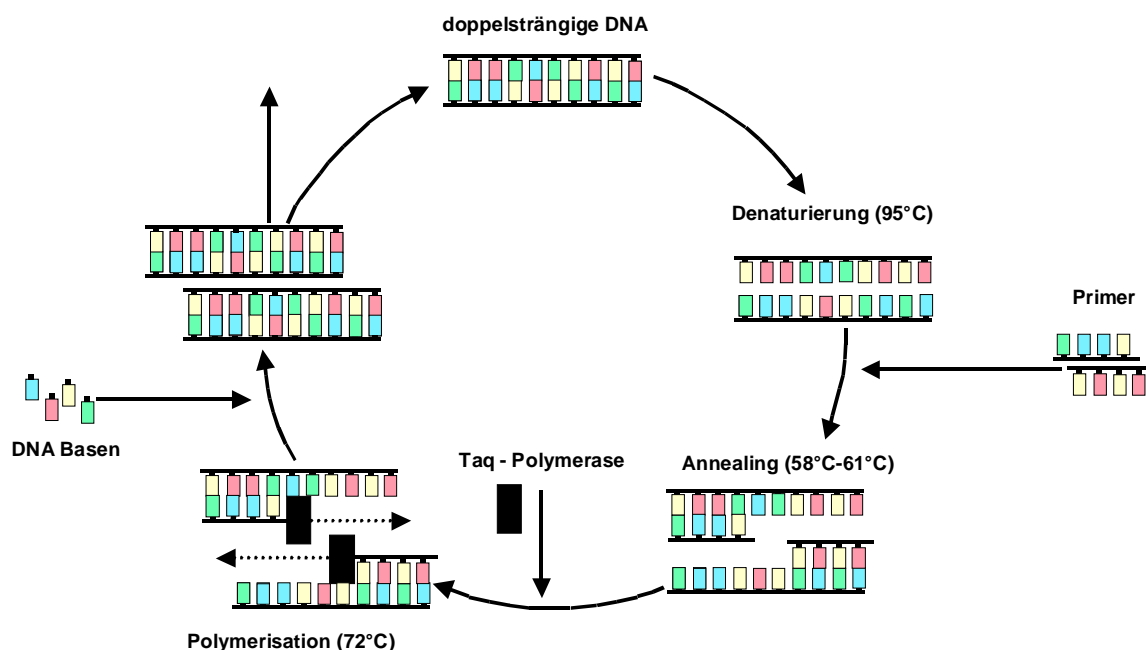 doppelsträngige DNA
Denaturierung (95°C)
Primer
DNA Basen
Taq - Polymerase
Annealing (58°C-61°C)
Polymerisation (72°C)